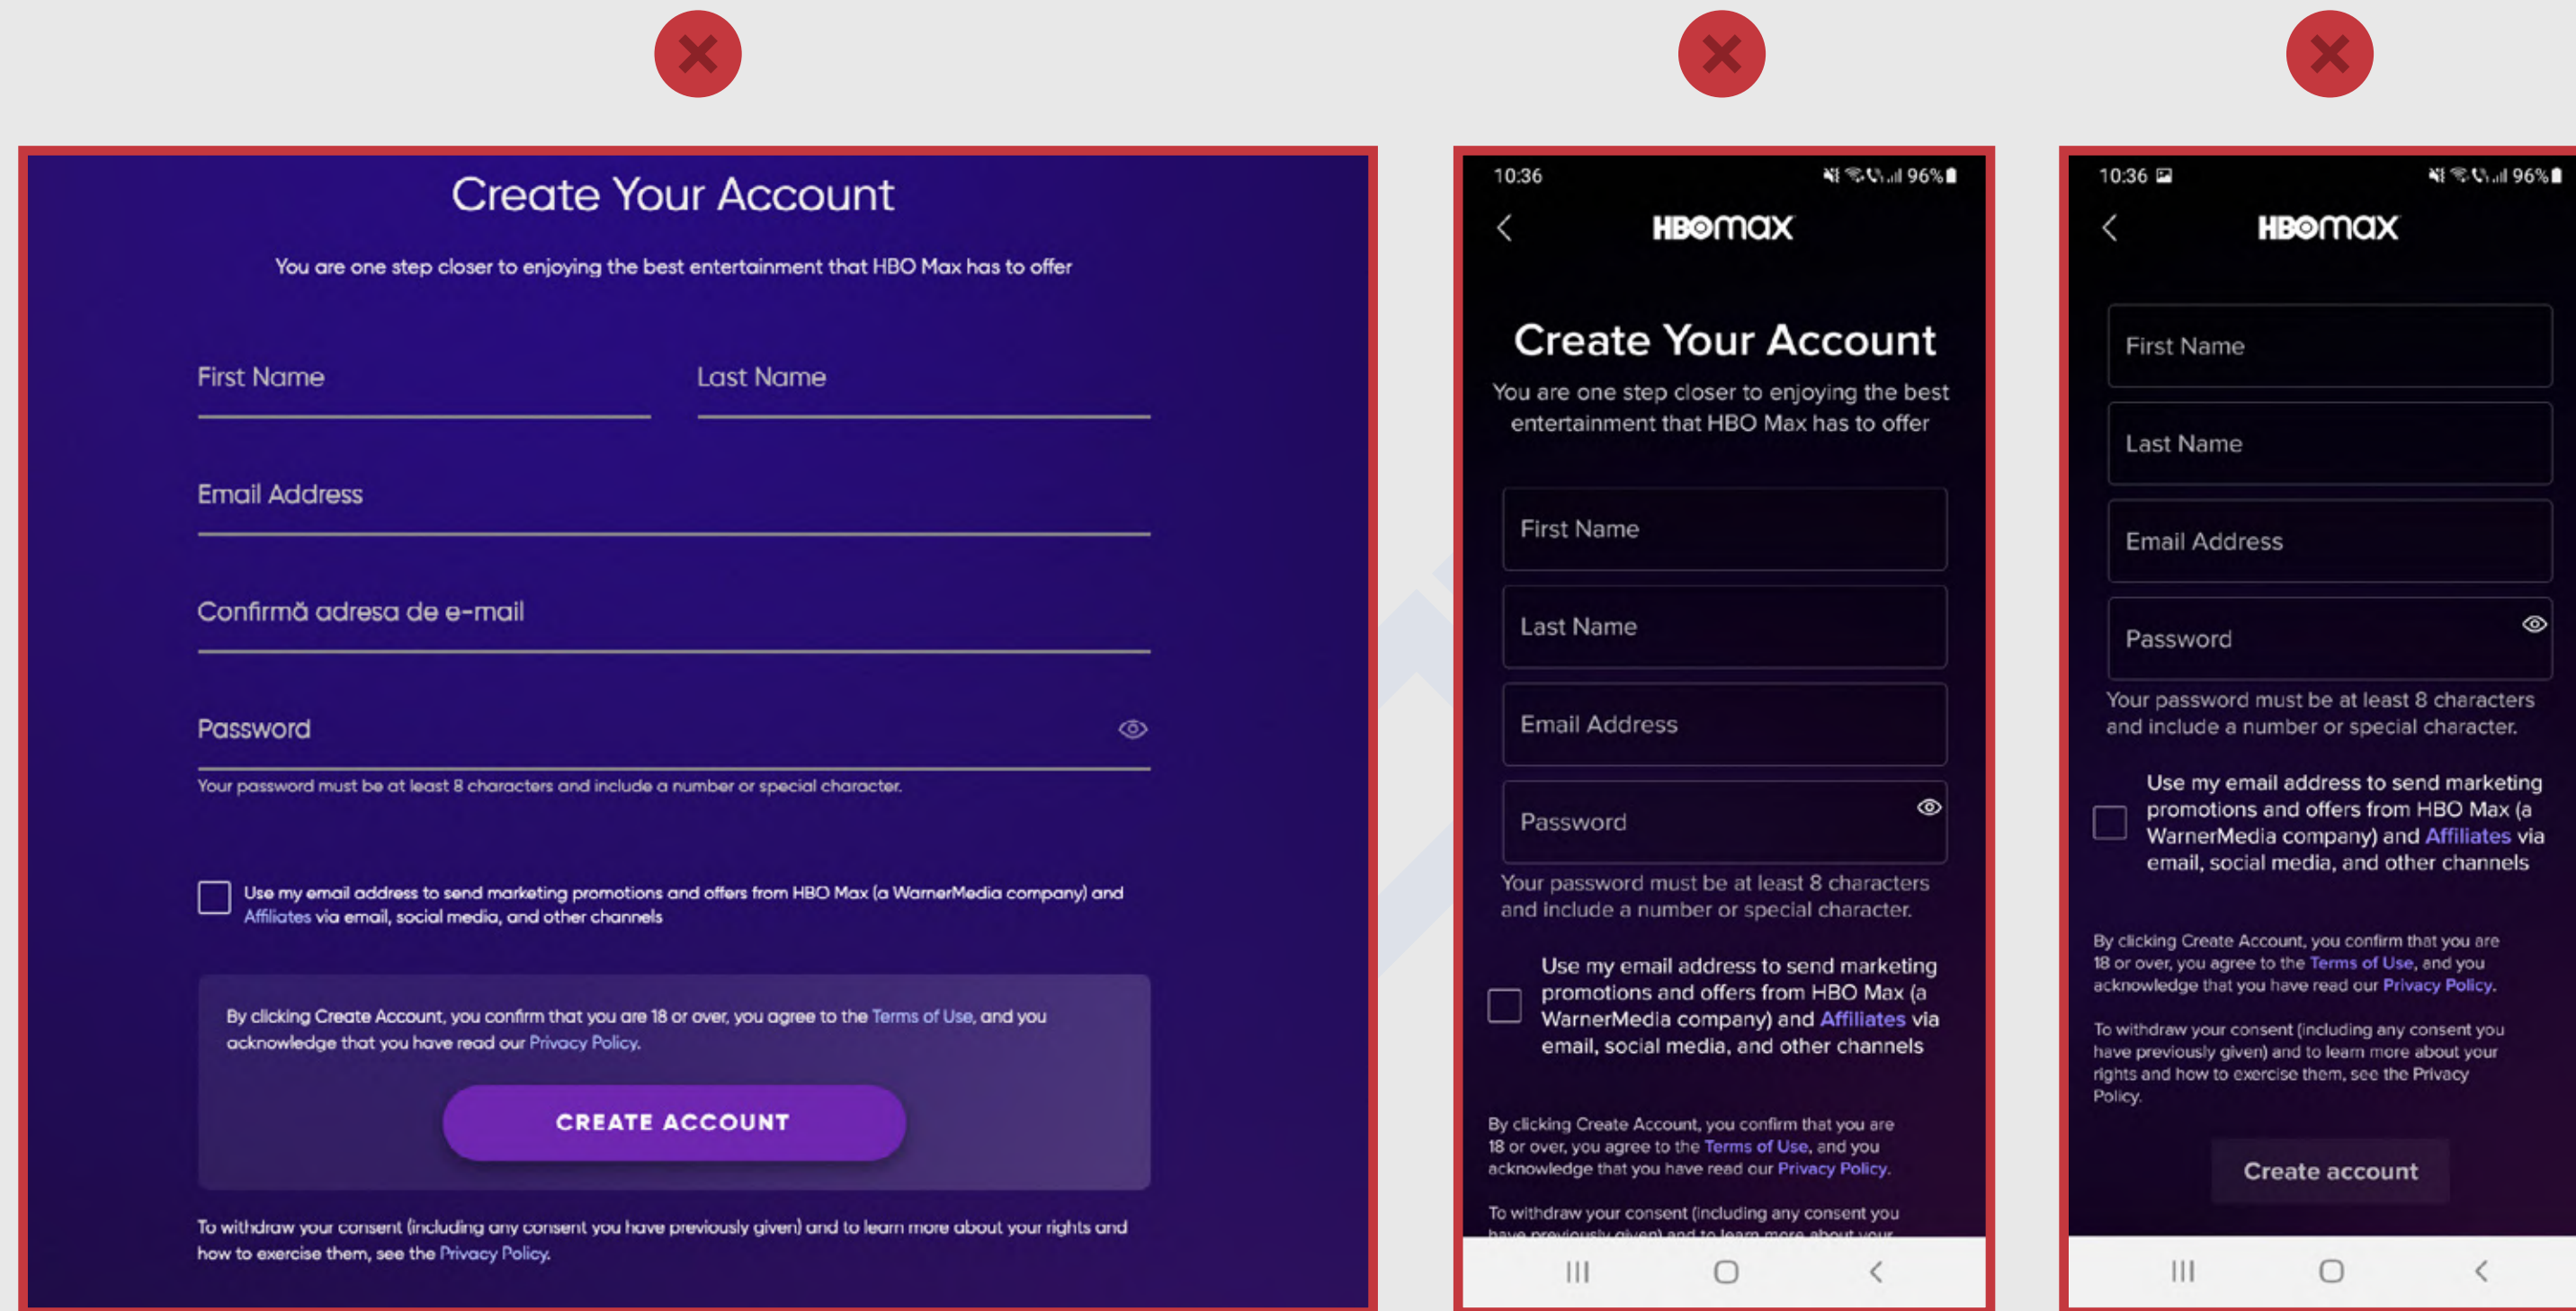 Create Your Account
You are one step closer to enjoying the best entertainment that HBO Max has to offer
First Name
Last Name
Email Address
Confirmă adresa de e-mail
Password
Your password must be at least 8 characters and include a number or special character.
Use my email address to send marketing promotions and offers from HBO Max (a WarnerMedia company) and
Affiliates via email, social media, and other channels
By clicking Create Account, you confirm that you are 18 or over, you agree to the Terms of Use, and you
acknowledge that you have read our Privacy Policy.
CREATE ACCOUNT
To withdraw your consent (including any consent you have previously given) and to learn more about your rights and
how to exercise them, see the Privacy Policy.
10:36
96%
HBOmax
Create Your Account
You are one step closer to enjoying the best
entertainment that HBO Max has to offer
First Name
Last Name
Email Address
Password
Your password must be at least 8 characters
and include a number or special character.
Use my email address to send marketing
promotions and offers from HBO Max (a
WarnerMedia company) and Affiliates via
email, social media, and other channels
By clicking Create Account, you confirm that you are
18 or over, you agree to the Terms of Use, and you
acknowledge that you have read our Privacy Policy.
To withdraw your consent (including any consent you
have previously given) and to learn more about your
10:36
96%
HBOmax
First Name
Last Name
Email Address
Password
Your password must be at least 8 characters
and include a number or special character.
Use my email address to send marketing
promotions and offers from HBO Max (a
WarnerMedia company) and Affiliates via
email, social media, and other channels
By clicking Create Account, you confirm that you are
18 or over, you agree to the Terms of Use, and you
acknowledge that you have read our Privacy Policy.
To withdraw your consent (including any consent you
have previously given) and to learn more about your
rights and how to exercise them, see the Privacy
Policy.
Create account